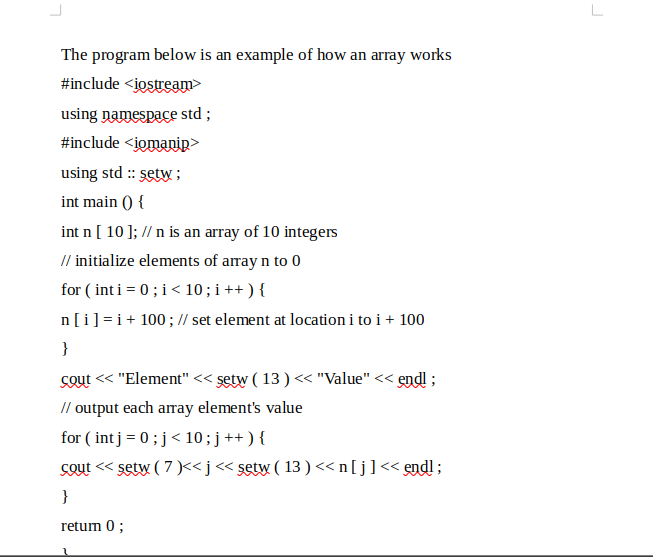 The program below is an example of how an array works
#include <iostream>
using namespace std ;
#include <iomanip>
using std :: setw ;
int main () {
int n [ 10 ]; // n is an array of 10 integers
// initialize elements of array n to 0
for ( int i = 0 ; i < 10 ; i ++ ) {
n [ i ] = i + 100 ; // set element at location i to i + 100
}
cout << "Element" << setw ( 13 ) << "Value" << endl ;
// output each array element's value
for ( int j = 0 ; j < 10 ; j ++ ) {
cout << setw ( 7 )<< j << setw ( 13 ) << n [ j ] << endl ;
}
return 0 ;
}